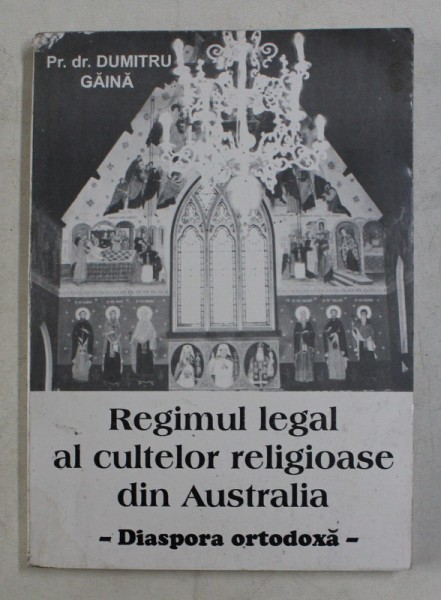 Pr. dr. DUMITRU
GĂINĂ
Regimul legal
al cultelor religioase
din Australia
- Diaspora ortodoxă -